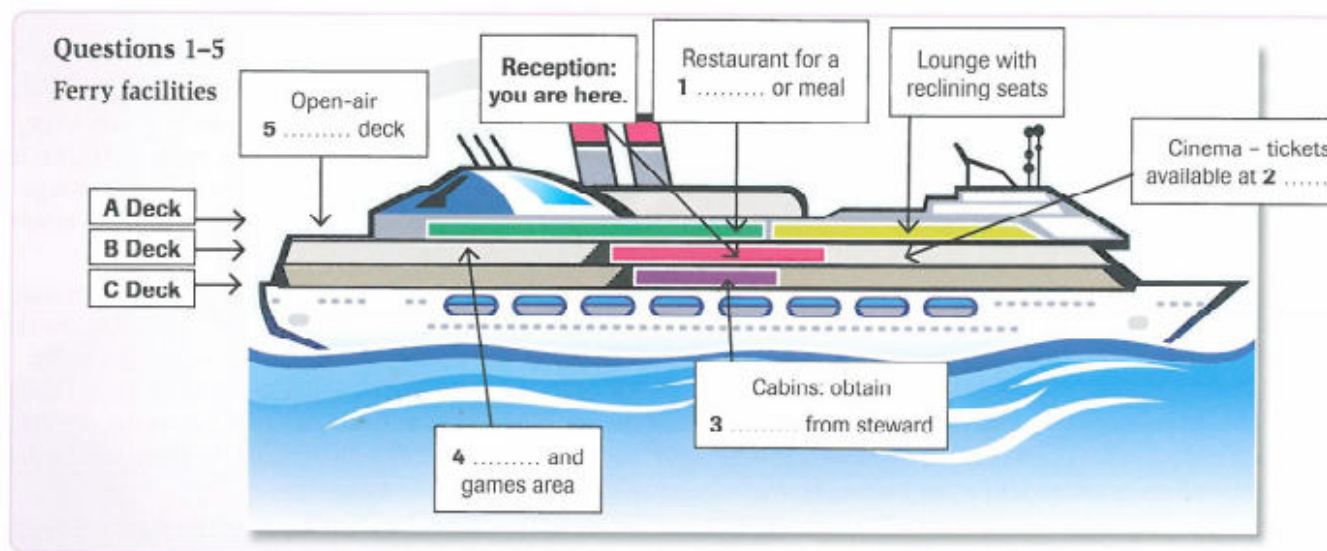 Questions 1–5
Ferry facilities
Open-air
5 ......... deck
Reception:
you are here.
Restaurant for a
1 ......... or meal
Lounge with
reclining seats
Cinema – tickets
available at 2 ......
A Deck
B Deck
C Deck
Cabins: obtain
3 ......... from steward
4 ......... and
games area